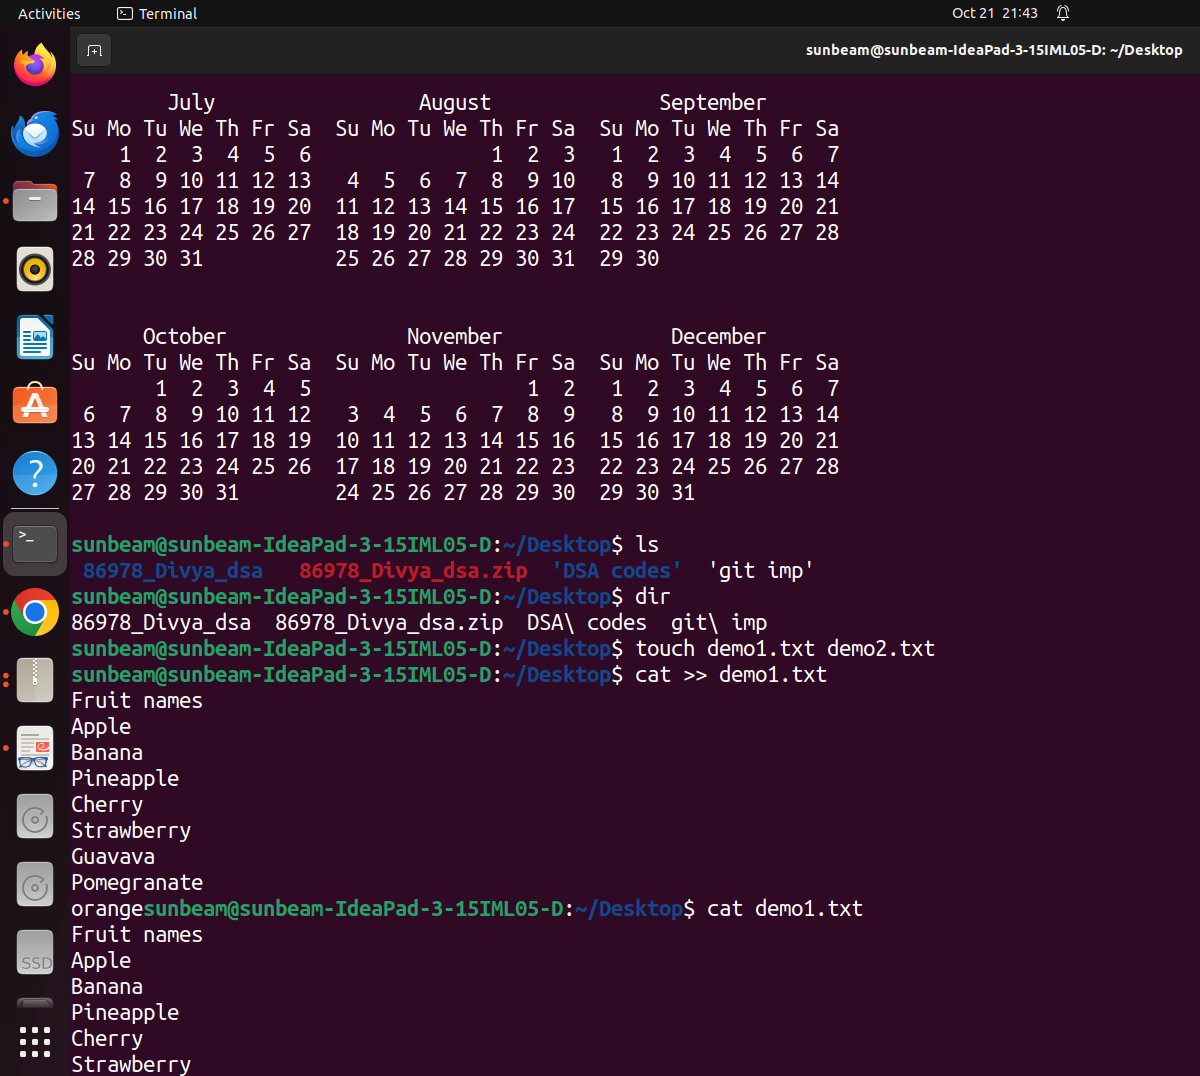 Activities Terminal Oct 21 21:43
sunbeam@sunbeam-IdeaPad-3-15IML05-D: ~/Desktop
July August September
Su Mo Tu We Th Fr Sa Su Mo Tu We Th Fr Sa Su Mo Tu We Th Fr Sa
1 2 3 4 5 6 1 2 3 1 2 3 4 5 6 7
7 8 9 10 11 12 13 4 5 6 7 8 9 10 8 9 10 11 12 13 14
14 15 16 17 18 19 20 11 12 13 14 15 16 17 15 16 17 18 19 20 21
21 22 23 24 25 26 27 18 19 20 21 22 23 24 22 23 24 25 26 27 28
28 29 30 31 25 26 27 28 29 30 31 29 30
October November December
Su Mo Tu We Th Fr Sa Su Mo Tu We Th Fr Sa Su Mo Tu We Th Fr Sa
1 2 3 4 5 1 2 1 2 3 4 5 6 7
6 7 8 9 10 11 12 3 4 5 6 7 8 9 8 9 10 11 12 13 14
13 14 15 16 17 18 19 10 11 12 13 14 15 16 15 16 17 18 19 20 21
20 21 22 23 24 25 26 17 18 19 20 21 22 23 22 23 24 25 26 27 28
27 28 29 30 31 24 25 26 27 28 29 30 29 30 31
sunbeam@sunbeam-IdeaPad-3-15IML05-D:~/Desktop$ ls
86978_Divya_dsa 86978_Divya_dsa.zip 'DSA codes' 'git imp'
sunbeam@sunbeam-IdeaPad-3-15IML05-D:~/Desktop$ dir
86978_Divya_dsa 86978_Divya_dsa.zip DSA\ codes git\ imp
sunbeam@sunbeam-IdeaPad-3-15IML05-D:~/Desktop$ touch demo1.txt demo2.txt
sunbeam@sunbeam-IdeaPad-3-15IML05-D:~/Desktop$ cat >> demo1.txt
Fruit names
Apple
Banana
Pineapple
Cherry
Strawberry
Guavava
Pomegranate
orangesunbeam@sunbeam-IdeaPad-3-15IML05-D:~/Desktop$ cat demo1.txt
Fruit names
Apple
Banana
Pineapple
Cherry
Strawberry
SSD